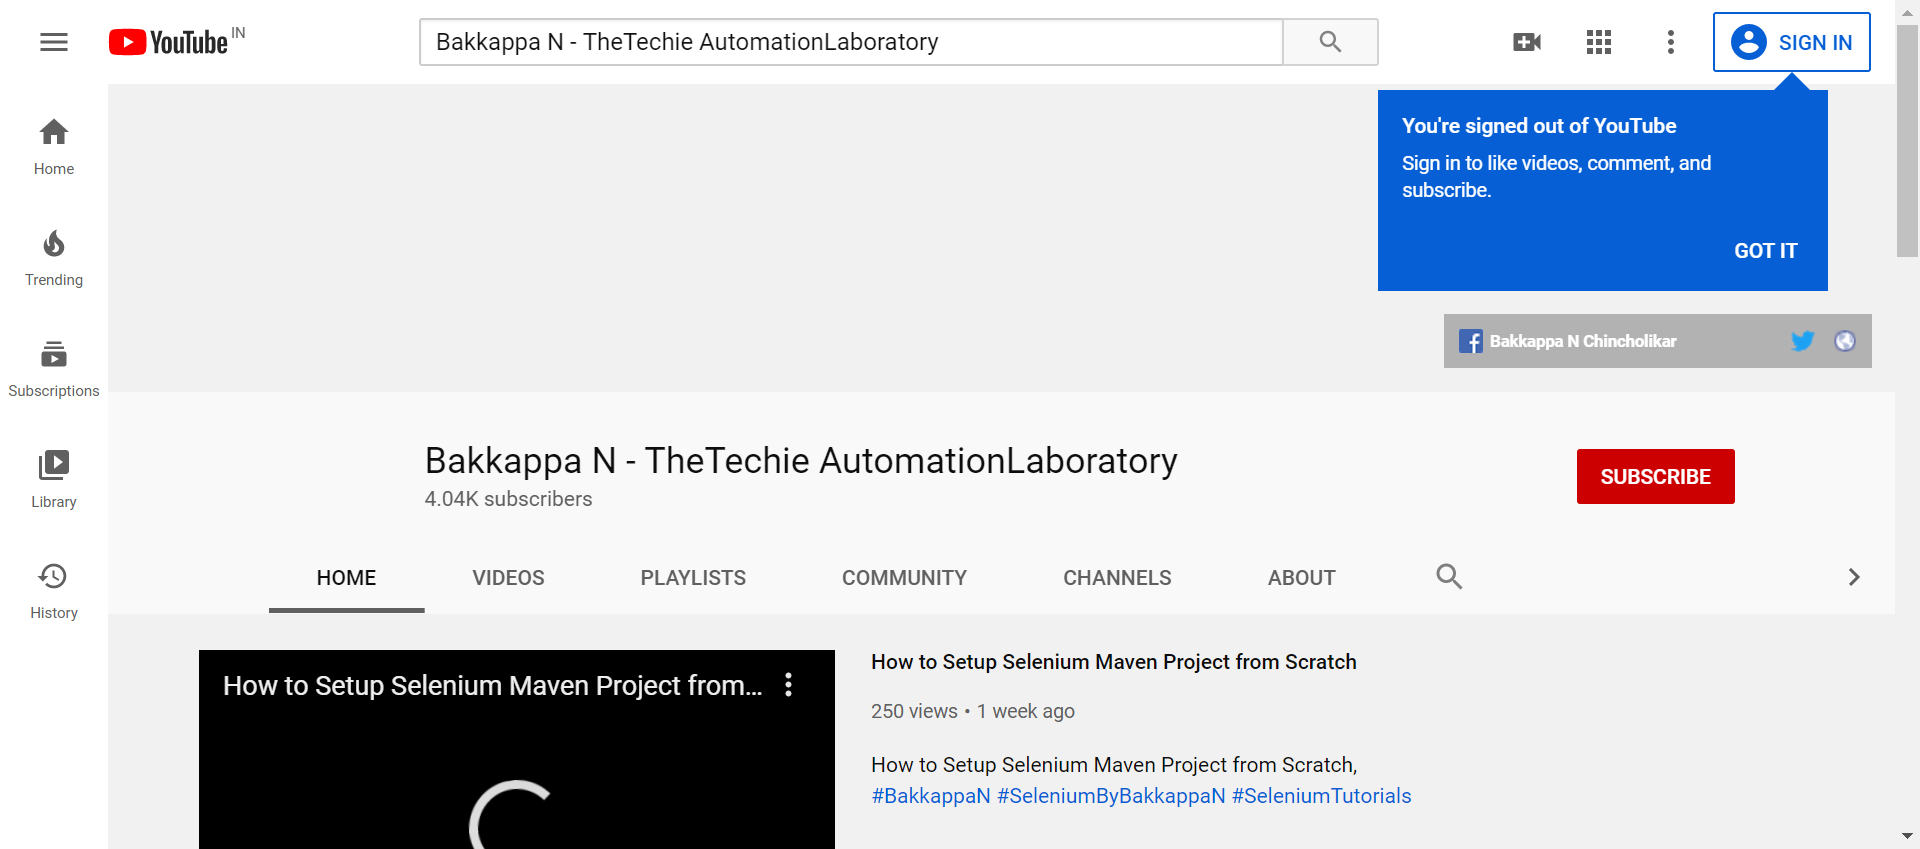 YouTube IN
Bakkappa N - TheTechie AutomationLaboratory
SIGN IN
You're signed out of YouTube
Sign in to like videos, comment, and
subscribe.
GOT IT
Home
Trending
Subscriptions
Library
History
Bakkappa N Chincholikar
Bakkappa N - TheTechie AutomationLaboratory
4.04K subscribers
SUBSCRIBE
HOME VIDEOS PLAYLISTS COMMUNITY CHANNELS ABOUT
How to Setup Selenium Maven Project from...
How to Setup Selenium Maven Project from Scratch
250 views • 1 week ago
How to Setup Selenium Maven Project from Scratch,
#BakkappaN #SeleniumByBakkappaN #SeleniumTutorials